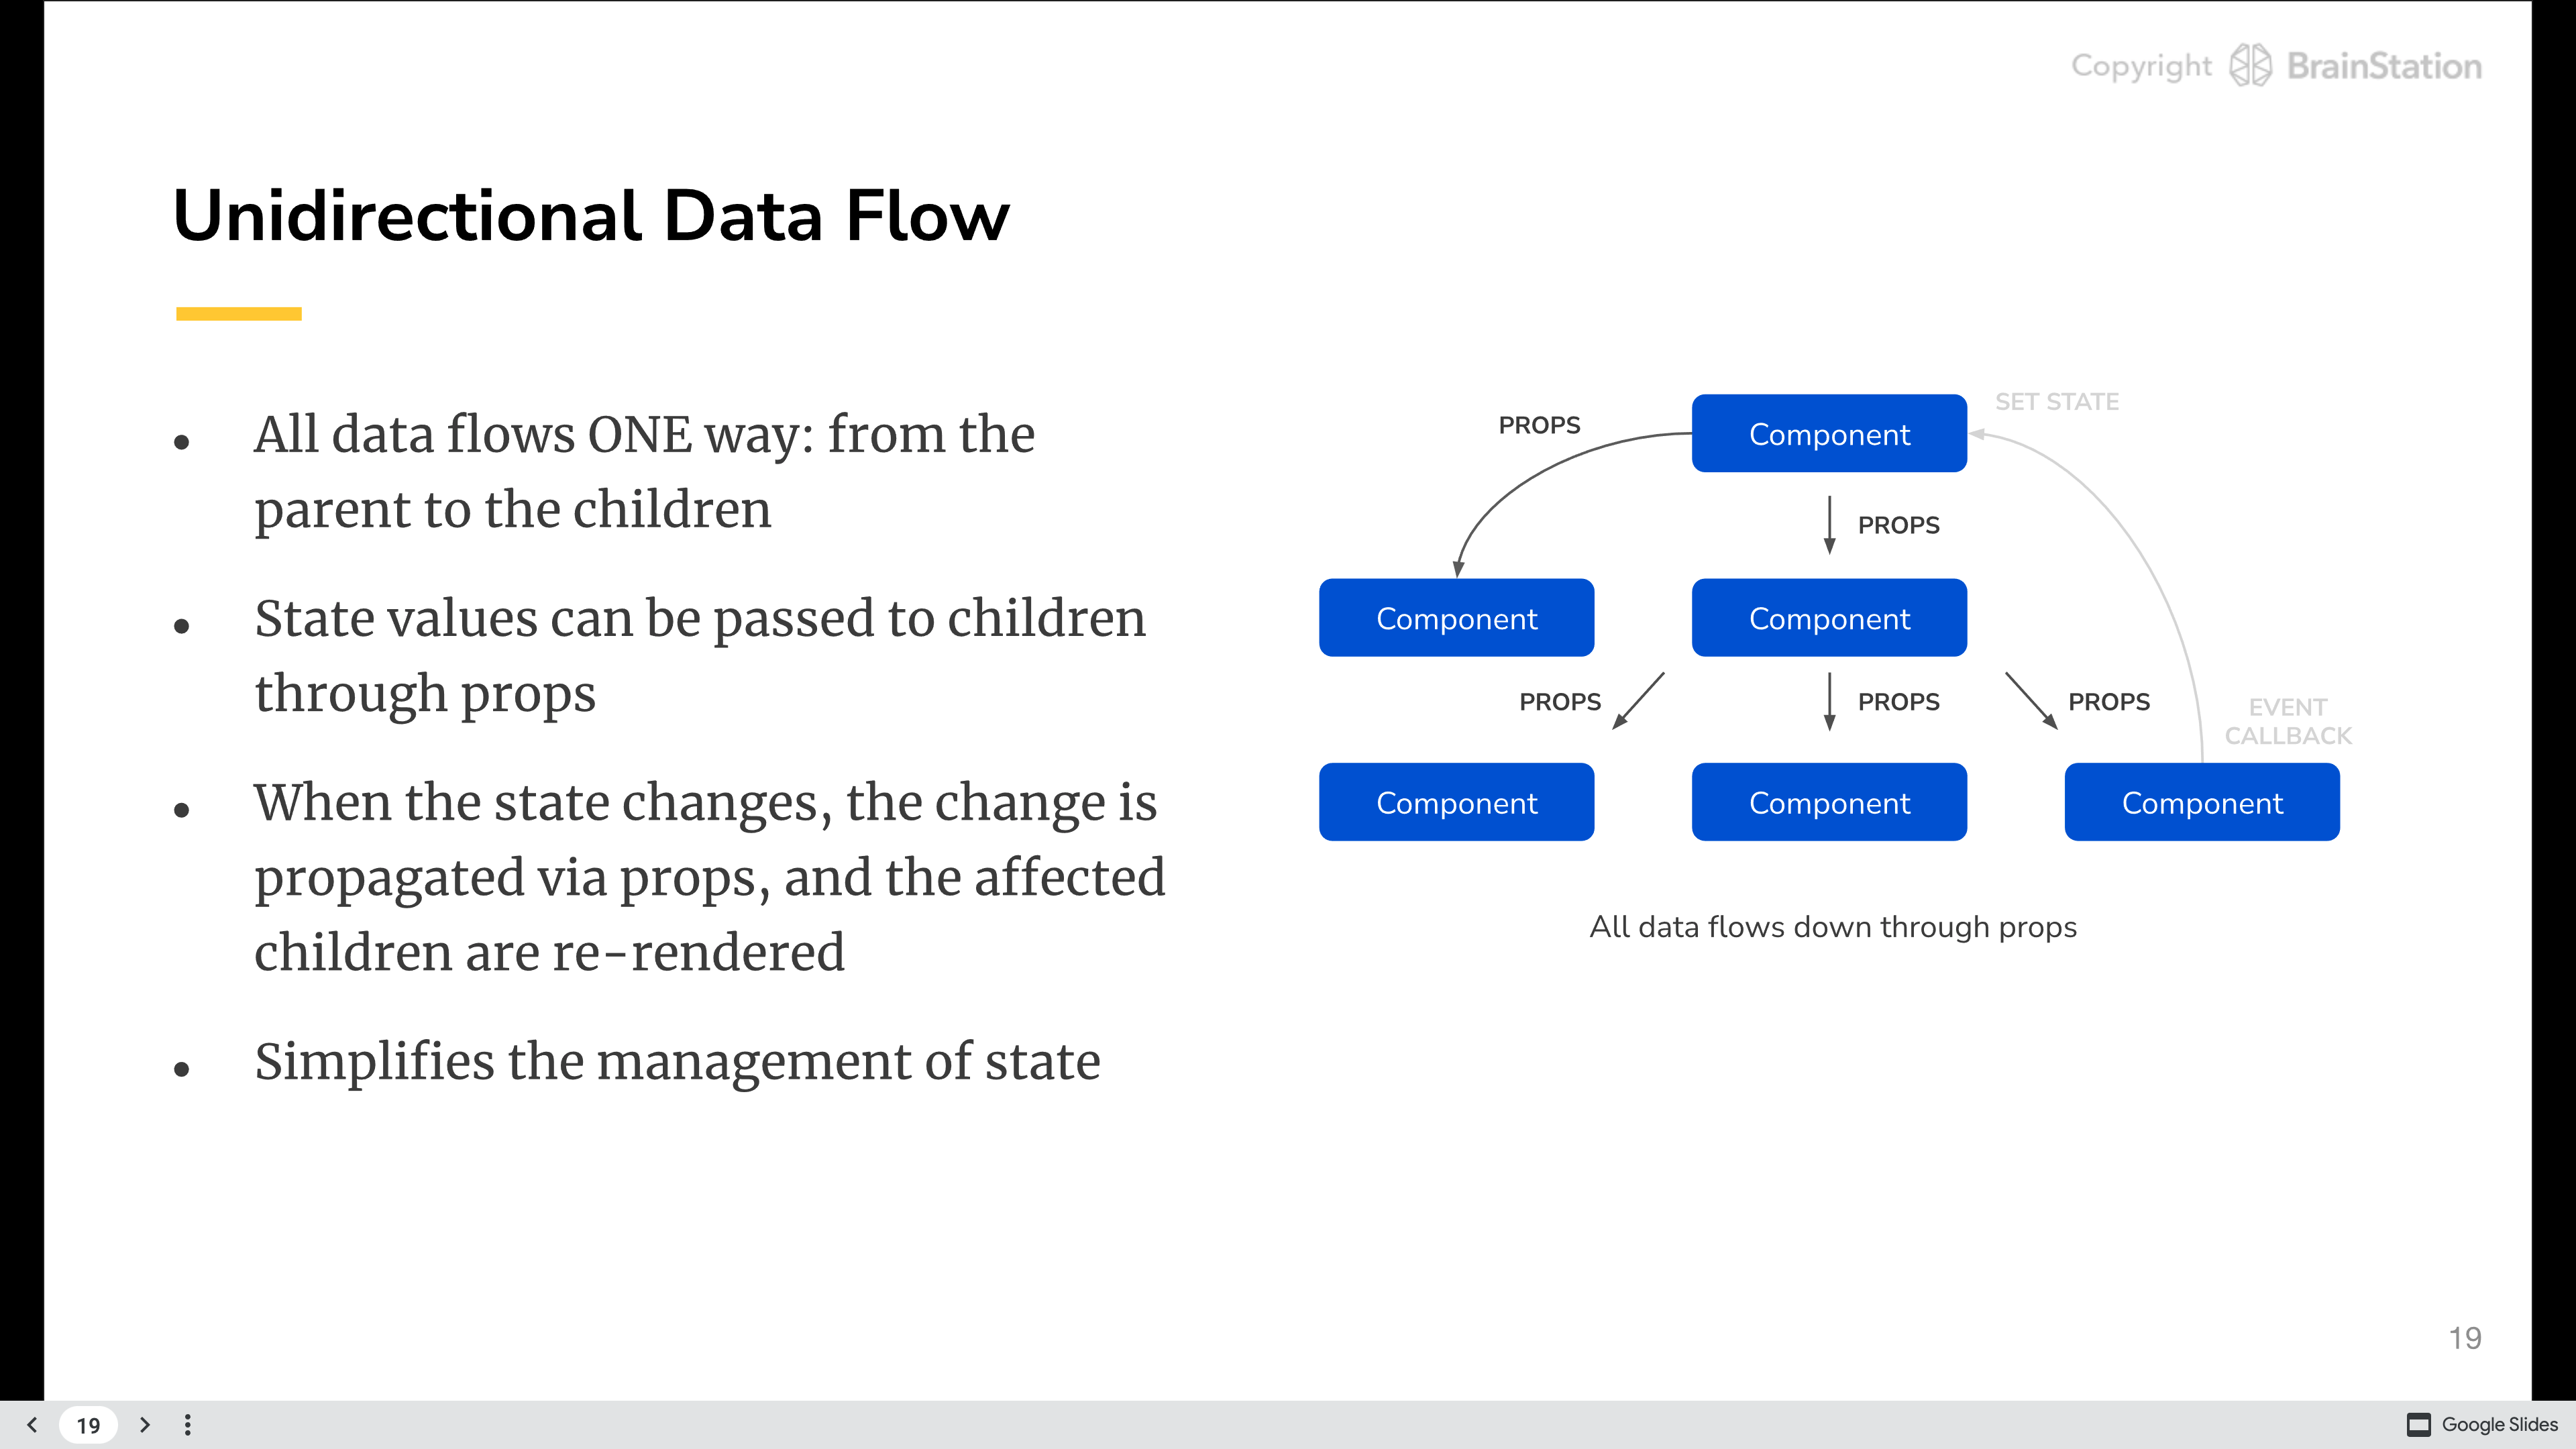 Copyright BrainStation
Unidirectional Data Flow
● All data flows ONE way: from the
parent to the children
● State values can be passed to children
through props
● When the state changes, the change is
propagated via props, and the affected
children are re-rendered
● Simplifies the management of state
PROPS
Component
SET STATE
PROPS
Component
Component
PROPS
PROPS
PROPS
EVENT
CALLBACK
Component
Component
Component
All data flows down through props
19
19
Google Slides